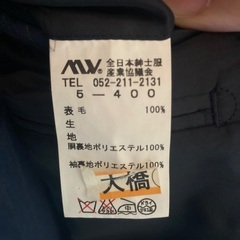 MW® 全日本紳士服
産業協議会
TEL 052-211-2131
5-400
表 毛 100%
生
地
胴裏地ポリエステル100%
袖裏地ポリエステル100%
大橋